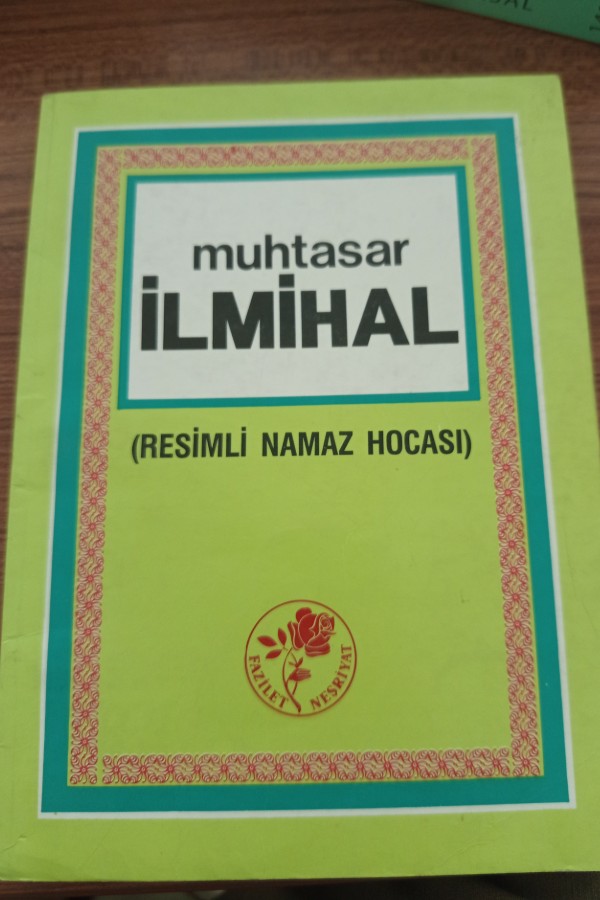 muhtasar
İLMİHAL
(RESİMLİ NAMAZ HOCASI)
FAZİLET NEŞRİYAT